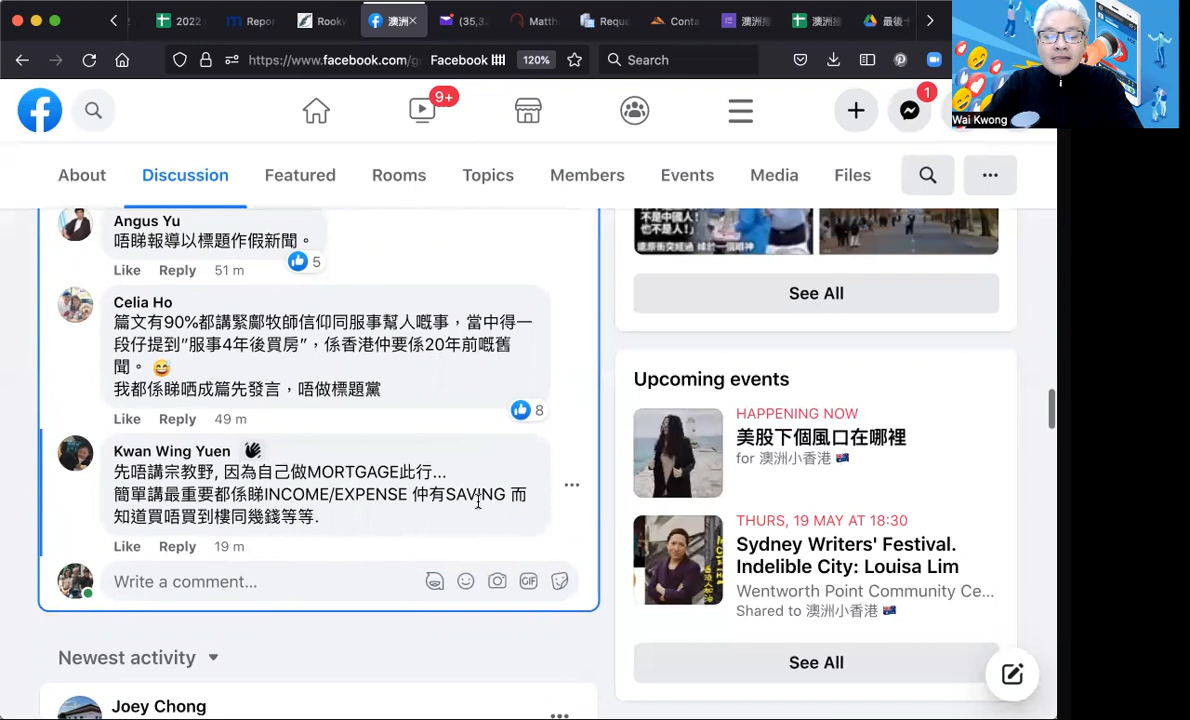 2022
Repor
Rookv
澳洲
(35,3
Matth
Reque
Conta
澳洲
澳洲
最後
https://www.facebook.com/g
Facebook
120%
Search
9+
1
Wai Kwong
About
Discussion
Featured
Rooms
Topics
Members
Events
Media
Files
Angus Yu
唔睇報導以標題作假新聞。
5
Like Reply 51 m
Celia Ho
篇文有90%都講緊鄺牧師信仰同服事幫人嘅事，當中得一
段仔提到”服事4年後買房”，係香港仲要係20年前嘅舊
聞。😅
我都係睇晒成篇先發言，唔做標題黨
8
Like Reply 49 m
Kwan Wing Yuen
先唔講宗教野, 因為自己做MORTGAGE此行...
簡單講最重要都係睇INCOME/EXPENSE 仲有SAVING 而
知道買唔買到樓同幾錢等等.
Like Reply 19 m
Write a comment...
GIF
Newest activity
Joey Chong
不是中國人！
也不是人！」
See All
Upcoming events
HAPPENING NOW
美股下個風口在哪裡
for 澳洲小香港 🇦🇺
THURS, 19 MAY AT 18:30
Sydney Writers' Festival.
Indelible City: Louisa Lim
Wentworth Point Community Ce...
Shared to 澳洲小香港 🇦🇺
See All